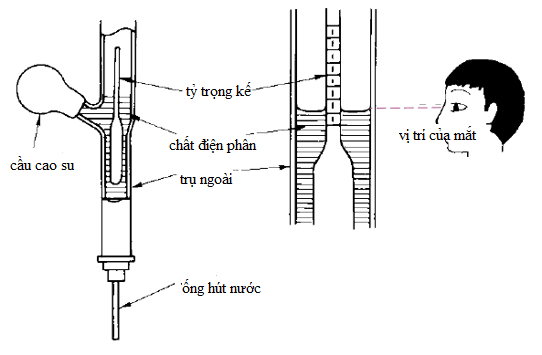 tỷ trọng kế
chất điện phân
vị trí của mắt
cầu cao su
trụ ngoài
ống hút nước